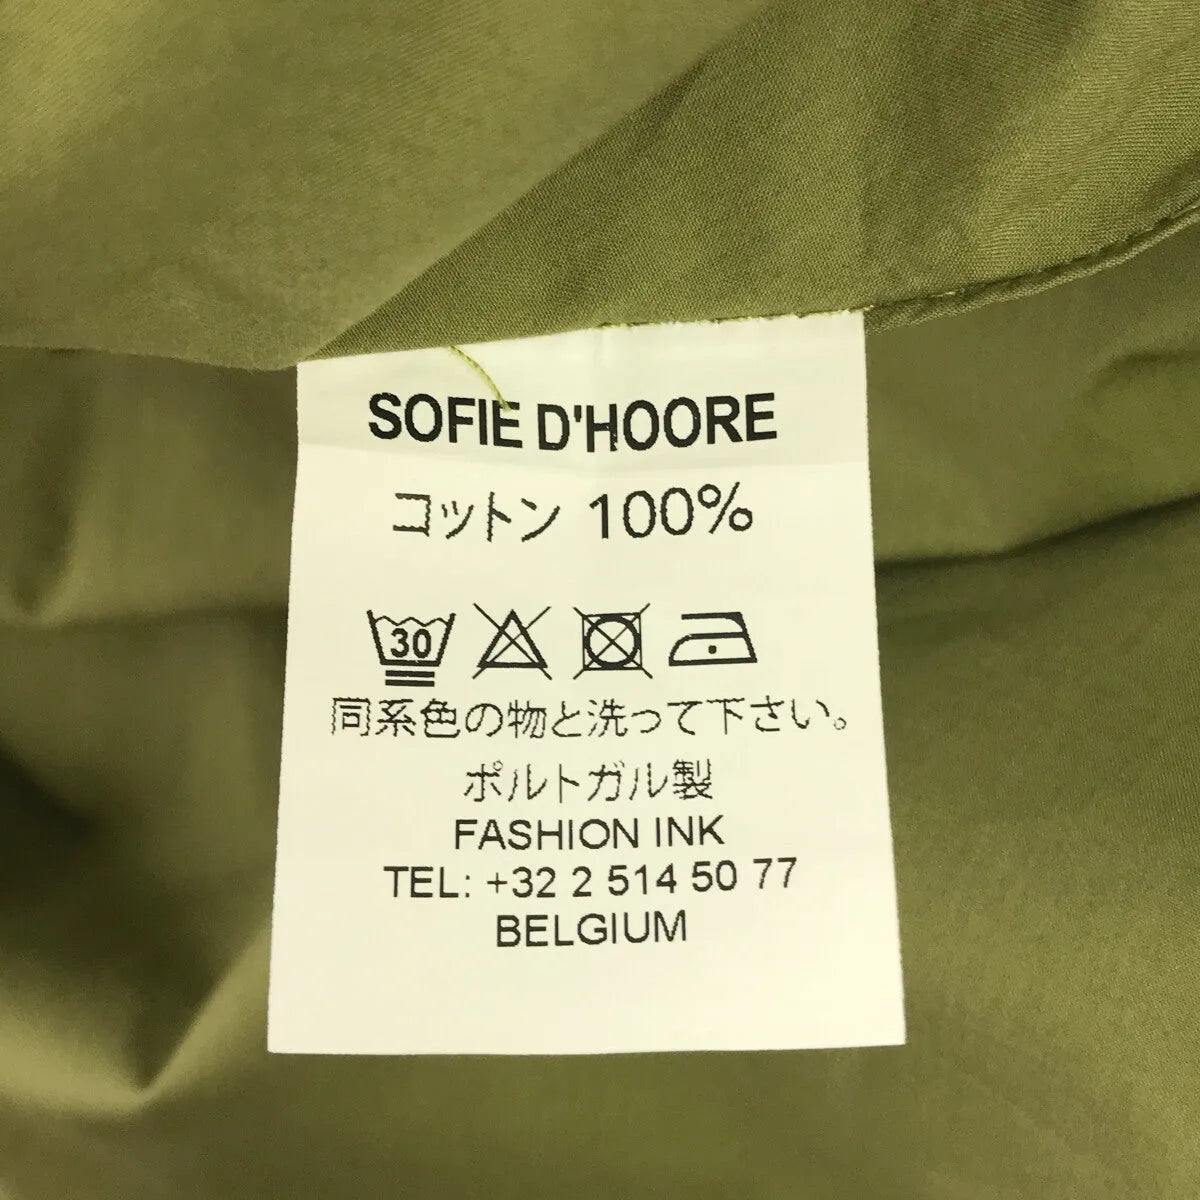 SOFIE D'HOORE
コットン 100%
30
同系色の物と洗って下さい。
ポルトガル製
FASHION INK
TEL: +32 2 514 50 77
BELGIUM